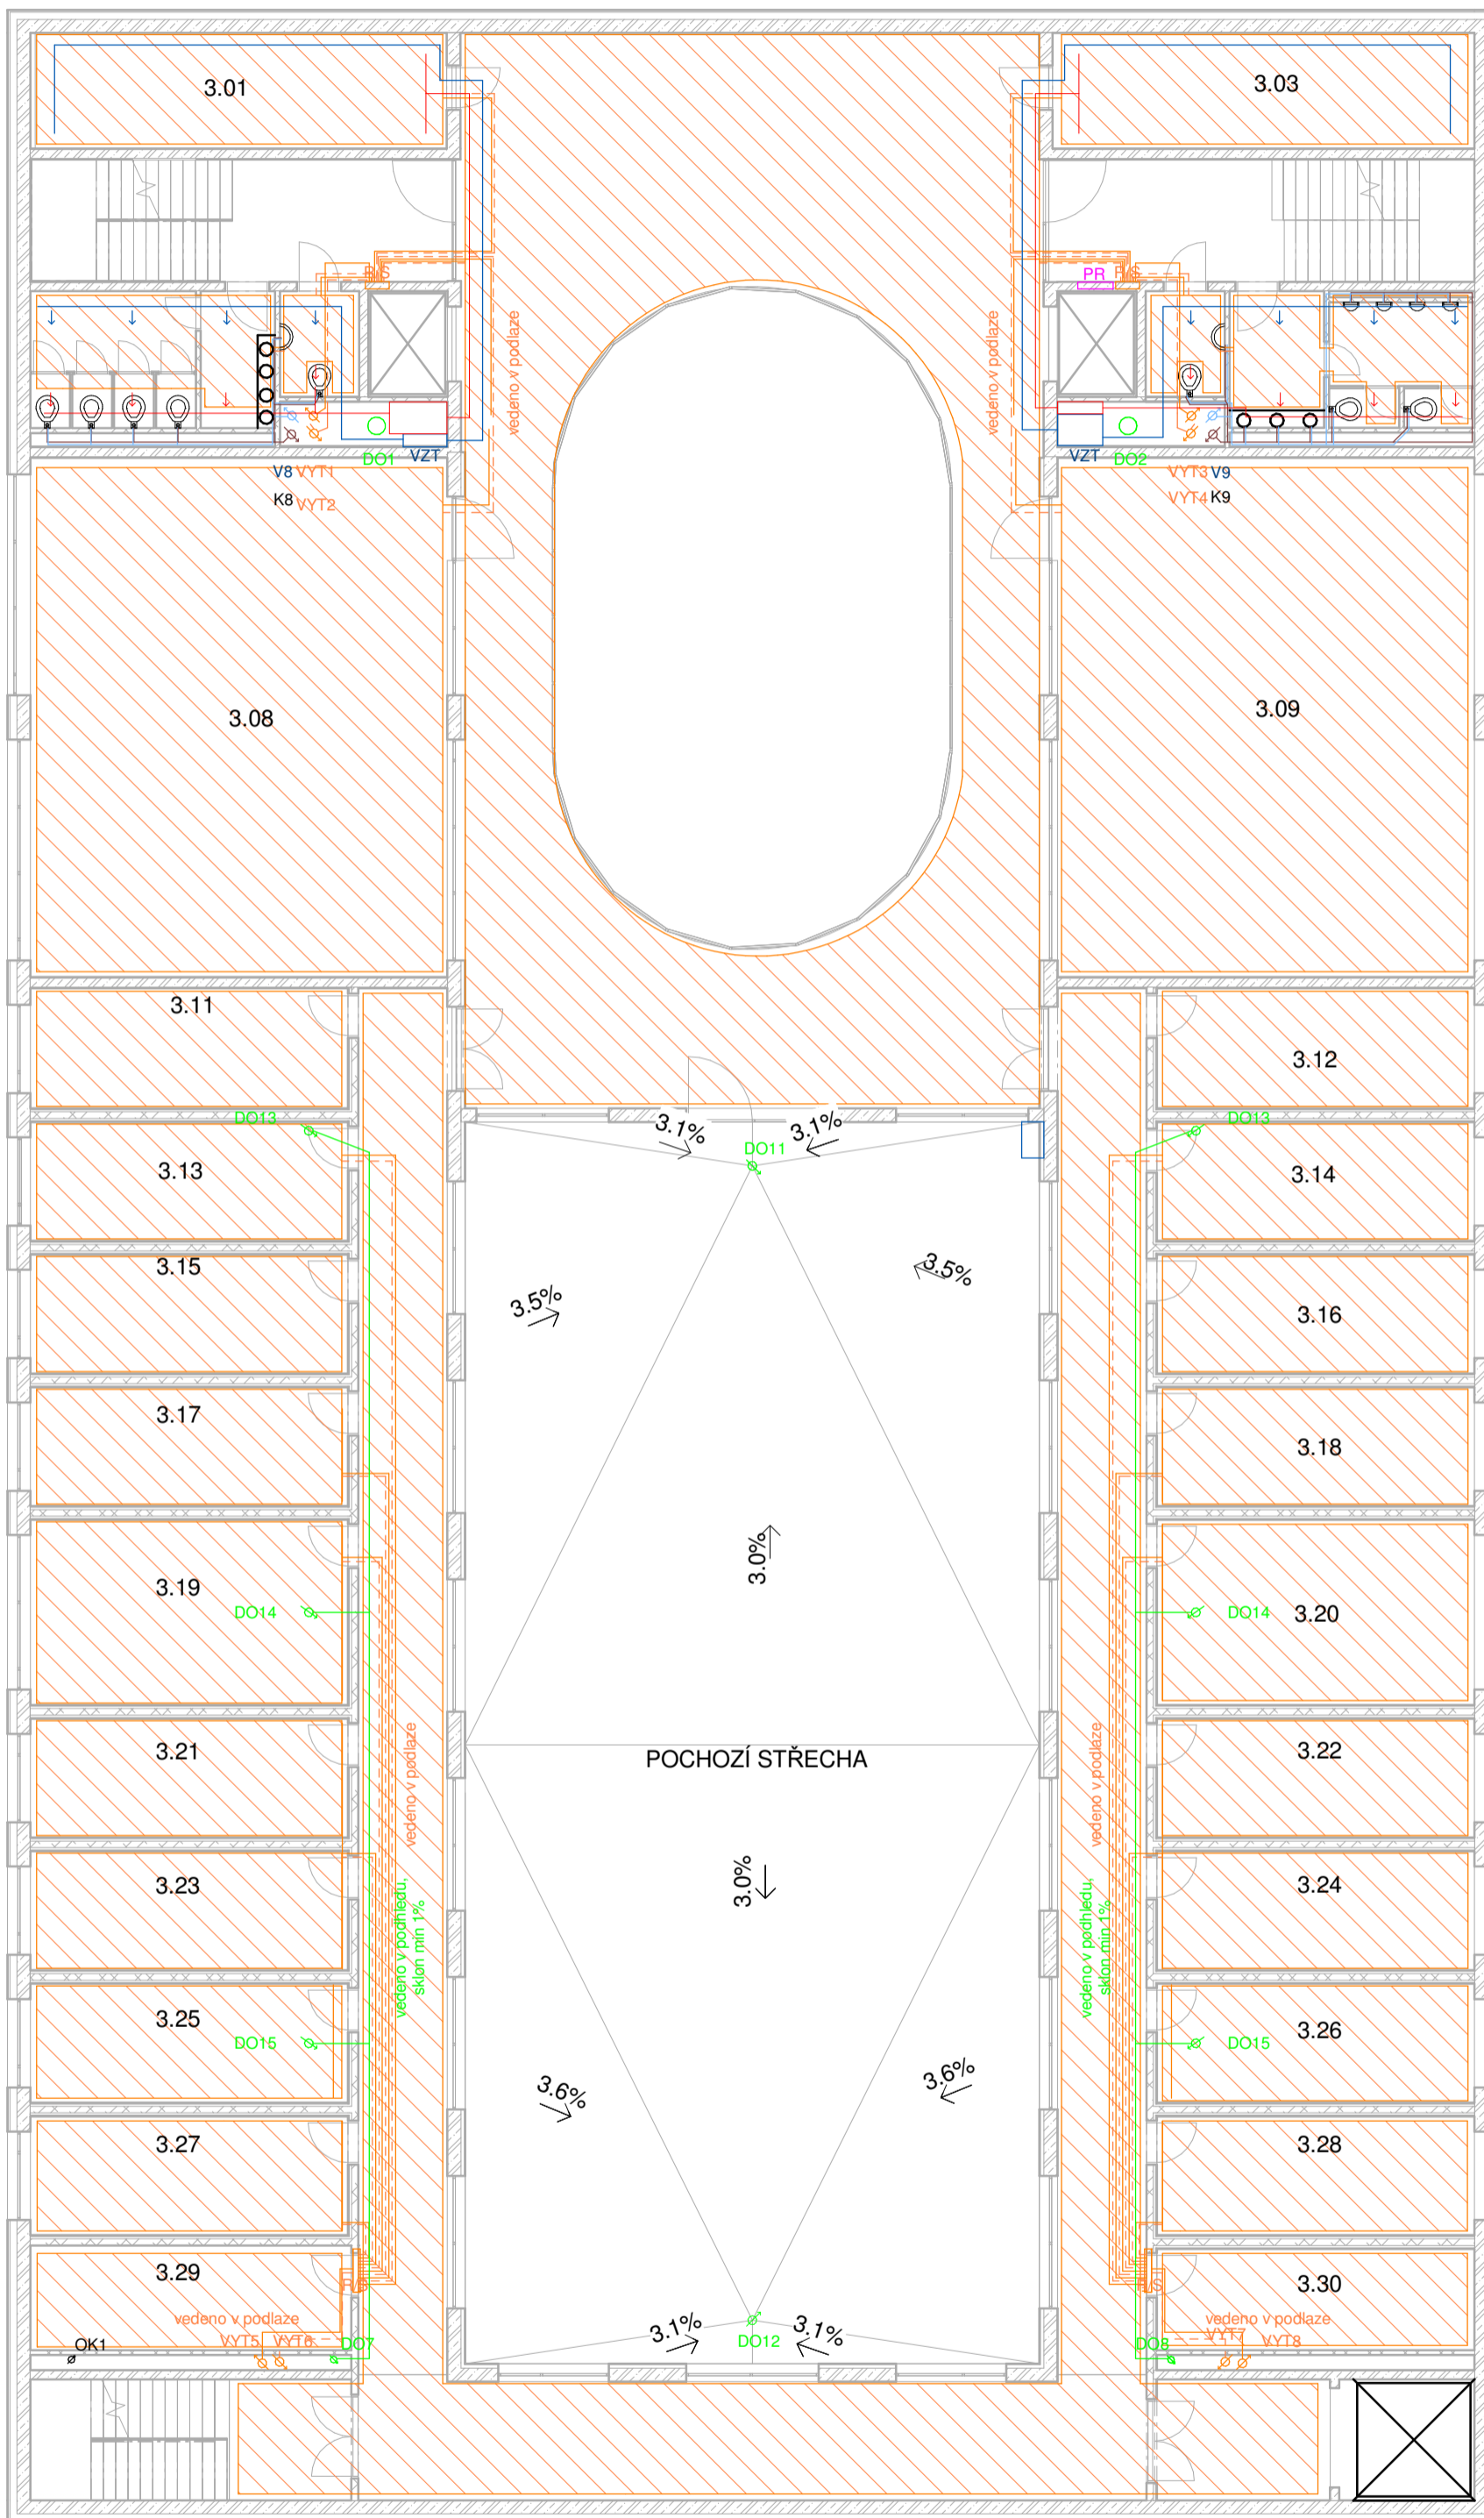 3.01
3.03
R/S
PR
R/S
vedeno v podlaze
vedeno v podlaze
DO1
VZT
VZT
DO2
V8
VYT1
VYT3
V9
K8
VYT2
VYT4
K9
3.08
3.09
3.11
3.12
DO13
3.1%
3.1%
DO13
DO11
3.13
3.14
3.15
3.5%
3.5%
3.16
3.17
3.18
3.0%
3.19
DO14
DO14
3.20
3.21
vedeno v podlaze
POCHOZÍ STŘECHA
vedeno v podlaze
3.22
3.23
3.0%
3.24
vedeno v podhledu,
sklon min 1%
vedeno v podhledu,
sklon min 1%
3.25
3.26
DO15
DO15
3.6%
3.6%
3.27
3.28
3.29
R/S
R/S
3.30
vedeno v podlaze
3.1%
3.1%
vedeno v podlaze
OK1
VYT5
VYT6
DO7
DO12
DO8
VYT7
VYT8